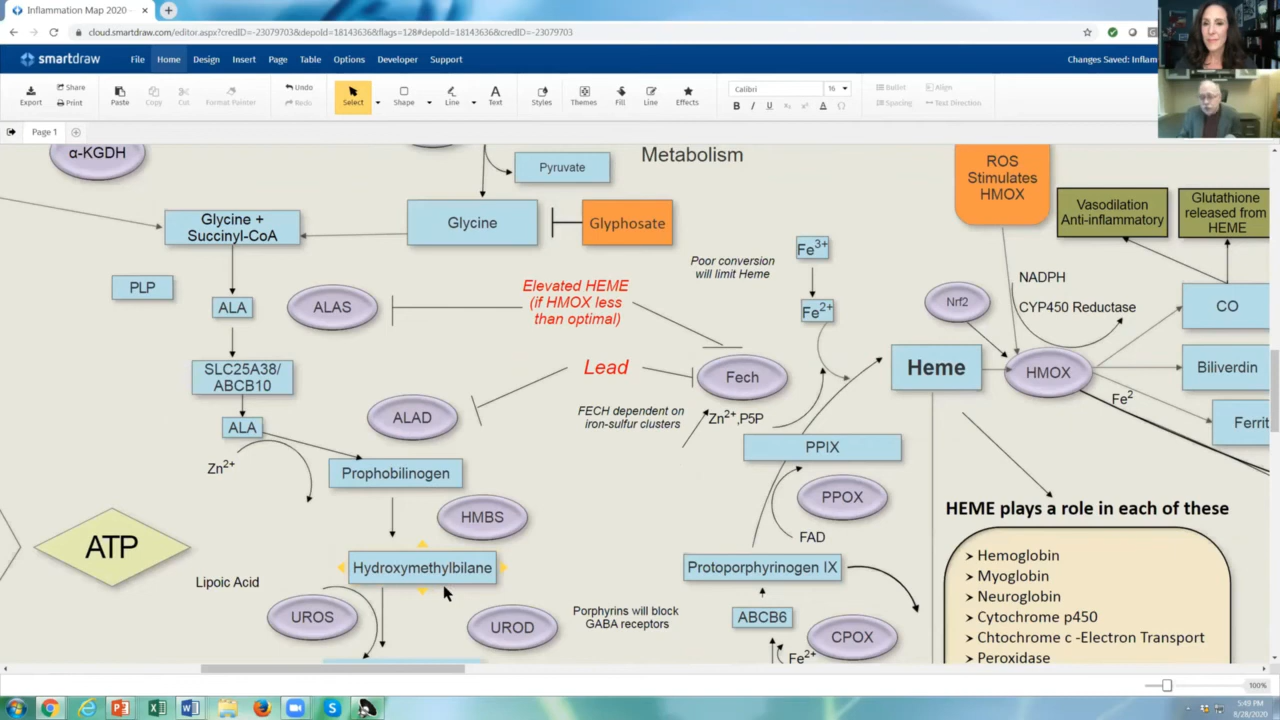 Inflammation Map 2020 -
cloud.smartdraw.com/editor.aspx?credID=-23079703&depoId=18143636&flags=128#depoId=18143636&credID=-23079703
smartdraw
File
Home
Design
Insert
Page
Table
Options
Developer
Support
Changes Saved: Inflam
Export
Share
Print
Paste
Copy
Cut
Format Painter
Undo
Redo
Select
Shape
Line
Text
Styles
Themes
Fill
Line
Effects
Calibri
16
B
I
U
A
Bullet
Align
Spacing
Text Direction
Page 1
α-KGDH
Pyruvate
Metabolism
ROS
Stimulates
HMOX
Vasodilation
Anti-inflammatory
Glutathione
released from
HEME
Glycine +
Succinyl-CoA
Glycine
Glyphosate
Fe3+
Poor conversion
will limit Heme
PLP
ALA
ALAS
Elevated HEME
(if HMOX less
than optimal)
Fe2+
Nrf2
NADPH
CYP450 Reductase
CO
SLC25A38/
ABCB10
Lead
Fech
Heme
HMOX
Biliverdin
Fe2
Ferrit
ALA
ALAD
FECH dependent on
iron-sulfur clusters
Zn2+,P5P
PPIX
Zn2+
Prophobilinogen
PPOX
HMBS
FAD
HEME plays a role in each of these
ATP
Hydroxymethylbilane
Protoporphyrinogen IX
Hemoglobin
Myoglobin
Neuroglobin
Cytochrome p450
Chtochrome c -Electron Transport
Peroxidase
Lipoic Acid
UROS
UROD
Porphyrins will block
GABA receptors
ABCB6
CPOX
Fe2+
100%
5:49 PM
8/28/2020